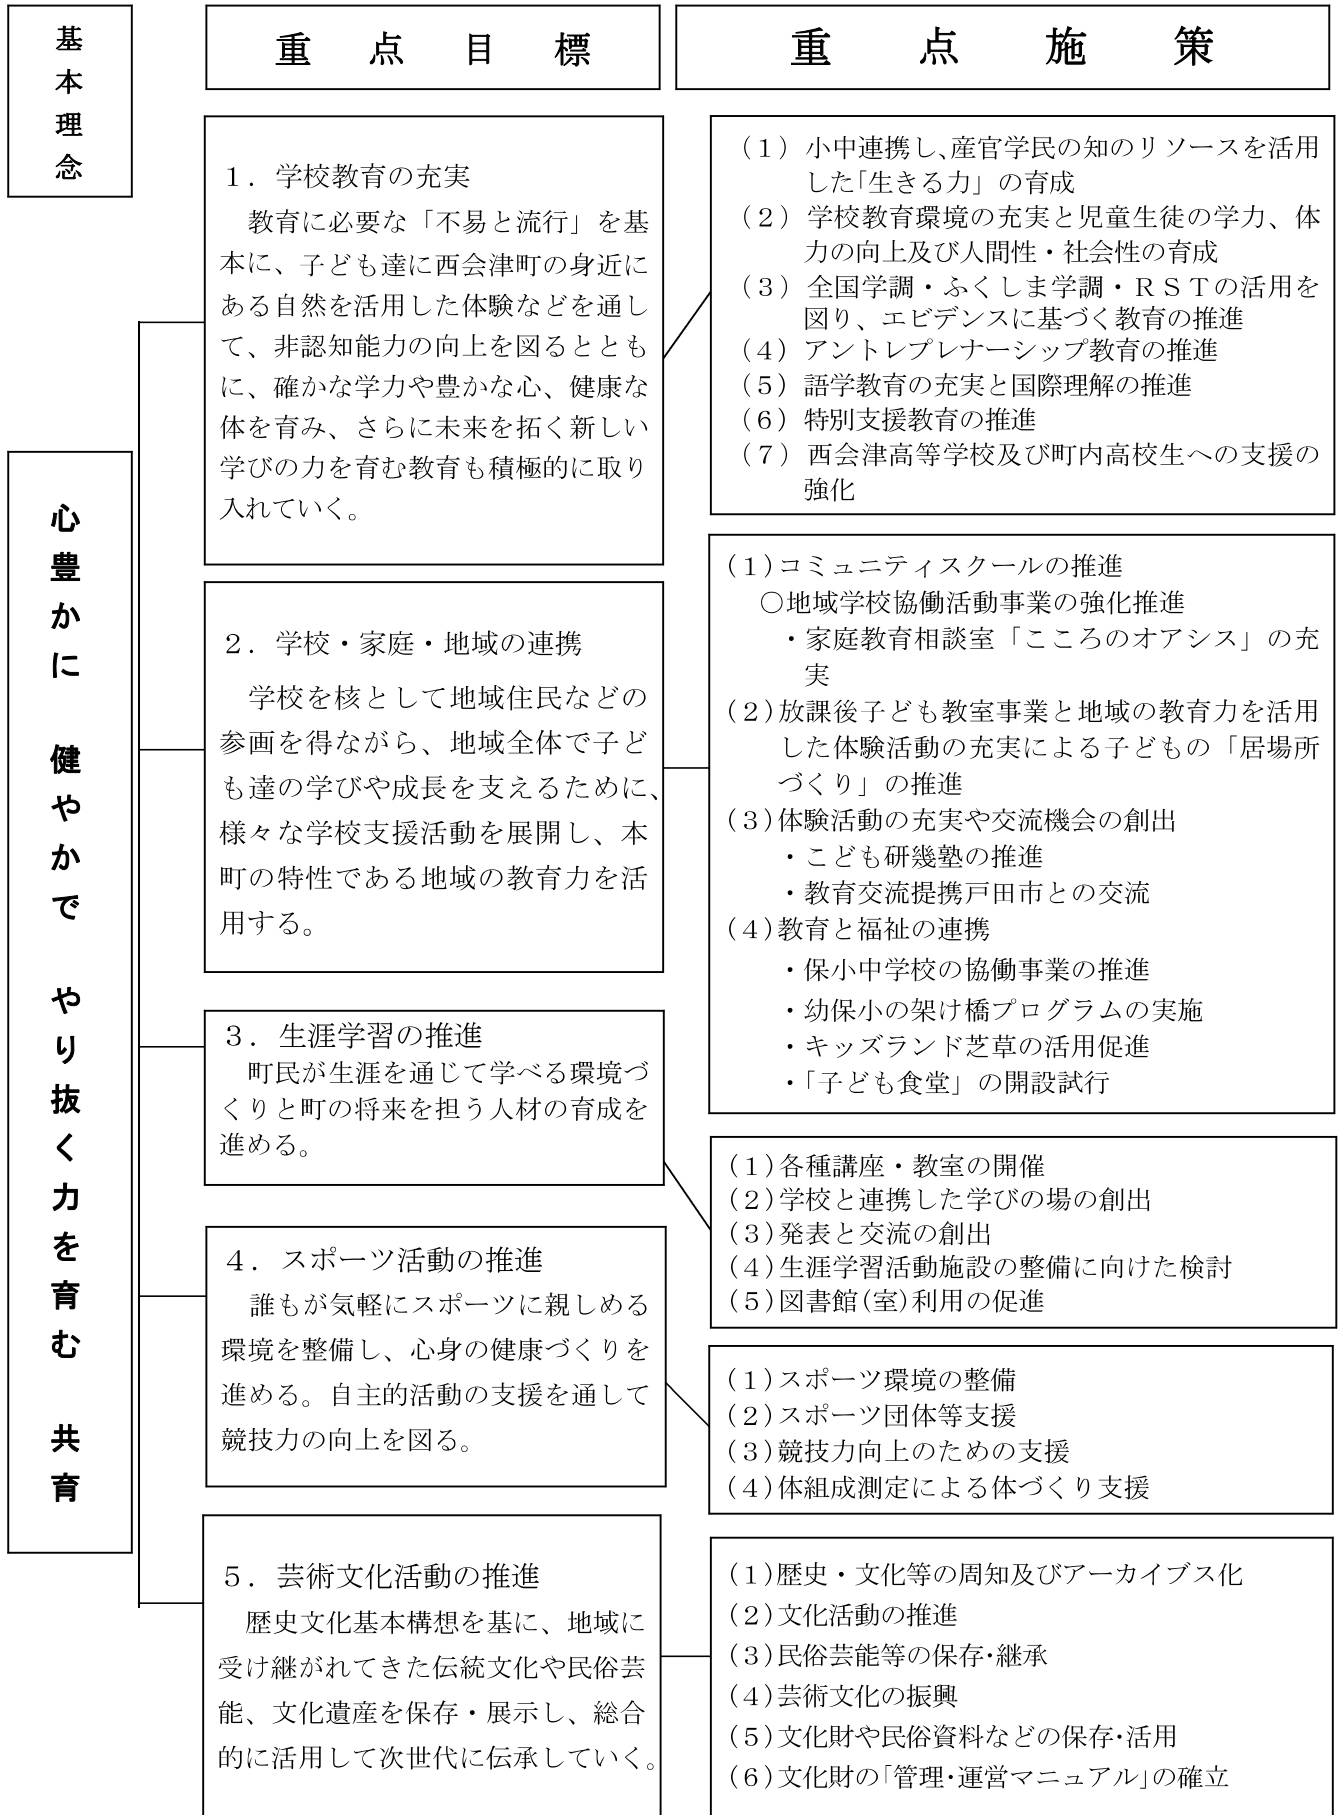 基本理念
重点目標
重点施策
心豊かに　健やかで　やり抜く力を育む　共育
１．学校教育の充実
教育に必要な「不易と流行」を基
本に、子ども達に西会津町の身近に
ある自然を活用した体験などを通し
て、非認知能力の向上を図るととも
に、確かな学力や豊かな心、健康な
体を育み、さらに未来を拓く新しい
学びの力を育む教育も積極的に取り
入れていく。
（１）小中連携し、産官学民の知のリソースを活用
した「生きる力」の育成
（２）学校教育環境の充実と児童生徒の学力、体
力の向上及び人間性・社会性の育成
（３）全国学調・ふくしま学調・ＲＳＴの活用を
図り、エビデンスに基づく教育の推進
（４）アントレプレナーシップ教育の推進
（５）語学教育の充実と国際理解の推進
（６）特別支援教育の推進
（７）西会津高等学校及び町内高校生への支援の
強化
２．学校・家庭・地域の連携
学校を核として地域住民などの
参画を得ながら、地域全体で子ど
も達の学びや成長を支えるために、
様々な学校支援活動を展開し、本
町の特性である地域の教育力を活
用する。
(１)コミュニティスクールの推進
○地域学校協働活動事業の強化推進
・家庭教育相談室「こころのオアシス」の充
実
(２)放課後子ども教室事業と地域の教育力を活用
した体験活動の充実による子どもの「居場所
づくり」の推進
(３)体験活動の充実や交流機会の創出
・こども研幾塾の推進
・教育交流提携戸田市との交流
(４)教育と福祉の連携
・保小中学校の協働事業の推進
・幼保小の架け橋プログラムの実施
・キッズランド芝草の活用促進
・「子ども食堂」の開設試行
３．生涯学習の推進
町民が生涯を通じて学べる環境づ
くりと町の将来を担う人材の育成を
進める。
(１)各種講座・教室の開催
(２)学校と連携した学びの場の創出
(３)発表と交流の創出
(４)生涯学習活動施設の整備に向けた検討
(５)図書館(室)利用の促進
４．スポーツ活動の推進
誰もが気軽にスポーツに親しめる
環境を整備し、心身の健康づくりを
進める。自主的活動の支援を通して
競技力の向上を図る。
(１)スポーツ環境の整備
(２)スポーツ団体等支援
(３)競技力向上のための支援
(４)体組成測定による体づくり支援
５．芸術文化活動の推進
歴史文化基本構想を基に、地域に
受け継がれてきた伝統文化や民俗芸
能、文化遺産を保存・展示し、総合
的に活用して次世代に伝承していく。
(１)歴史・文化等の周知及びアーカイブス化
(２)文化活動の推進
(３)民俗芸能等の保存・継承
(４)芸術文化の振興
(５)文化財や民俗資料などの保存・活用
(６)文化財の「管理・運営マニュアル」の確立